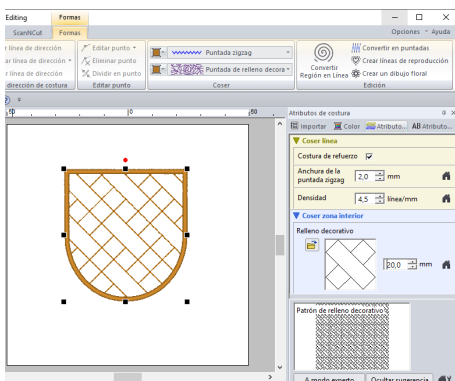 Editing Formas
ScanNCut Formas Opciones Ayuda
r línea de dirección Editar punto Puntada zigzag Convertir en puntadas
ar línea de dirección Eliminar punto Crear líneas de reproducción
r línea de dirección Dividir en punto Puntada de relleno decora Convertir Región en Línea Crear un dibujo floral
dirección de costura Editar punto Coser Edición
50 0 50 Atributos de costura
Importar Color Atributo... AB Atributo...
Coser línea
Costura de refuerzo
Anchura de la puntada zigzag 2,0 mm
Densidad 4,5 línea/mm
Coser zona interior
Relleno decorativo
20,0 mm
Patrón de relleno decorativo
A modo experto Ocultar sugerencia